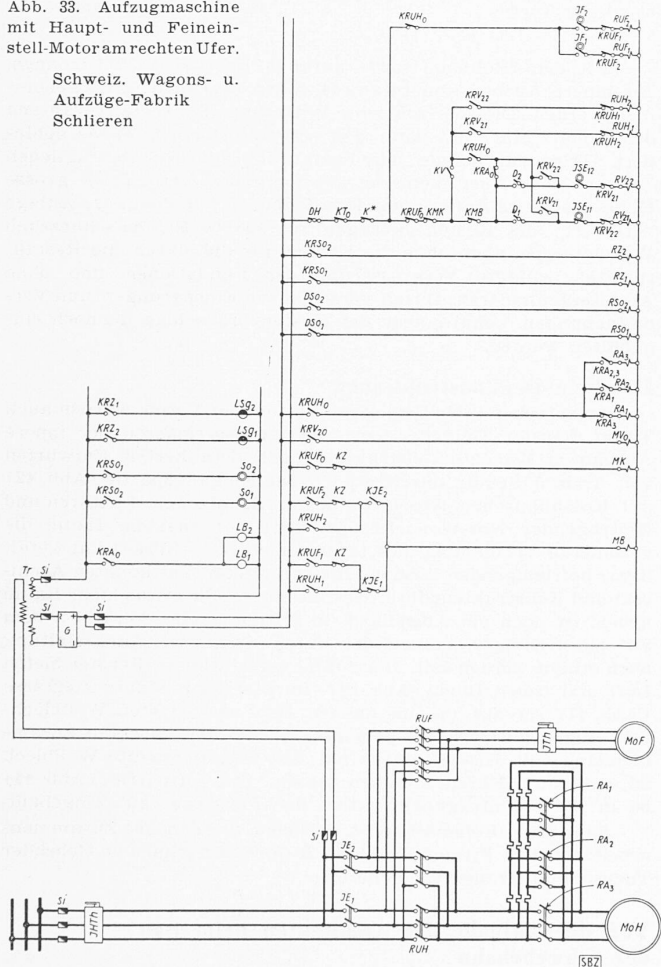 Abb. 33. Aufzugmaschine
mit Haupt- und Feinein-
stell-Motor am rechten Ufer.
Schweiz. Wagons- u.
Aufzüge-Fabrik
Schlieren
KRUH₀ JF₂ RUF₂
KRUF₁
JF₁ RUF₁
KRUF₂
KRV₂₂ RUH₂
KRUH₁
KRV₂₁ RUH₁
KRUH₂
KRUH₀
KV KRA₀ D₂ KRV₂₂ JSE₁₂ RV₂₂
KRV₂₁
KRV₂₁ JSE₁₁
DH KT₀ K* KRUF₀ KMK KMB D₁ RV₂₁
KRV₂₂
KRSO₂ RZ₂
KRSO₁ RZ₁
DSO₂ RSO₂
DSO₁ RSO₁
RA₃
KRA₂,₃
RA₂
KRA₁
KRZ₁ LSg₂ KRUH₀ RA₁
KRA₃
KRZ₂ LSg₁ KRV₂₀ MV₀
KRSO₁ SO₂ KRUF₀ KZ MK
KRSO₂ SO₁ KRUF₂ KZ KJE₂
KRUH₂
KRA₀ LB₂ MB
LB₁ KRUF₁ KZ
Tr Si KRUH₁ KJE₁
Si G Si
RUF JTh MoF
RA₁
Si JE₂ RA₂
Si JE₁ RA₃
JHTh RUH MoH
SBZ